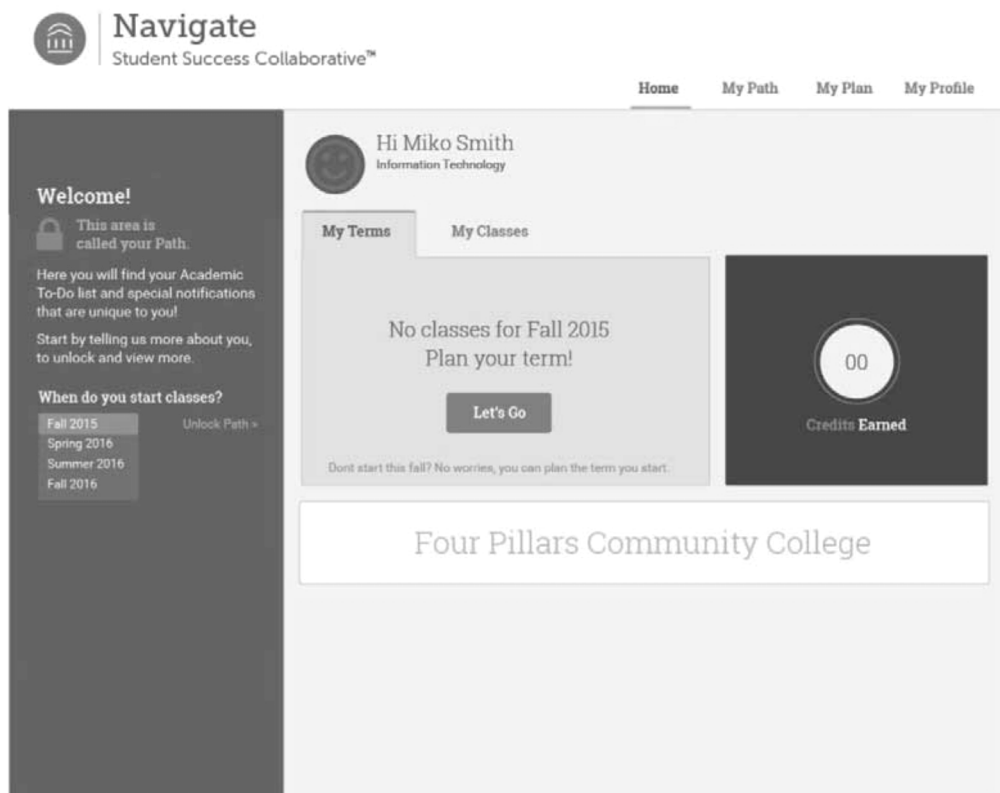 Navigate
Student Success Collaborative™
Home My Path My Plan My Profile
Welcome!
This area is
called your Path.
Here you will find your Academic
To-Do list and special notifications
that are unique to you!
Start by telling us more about you,
to unlock and view more.
When do you start classes?
Fall 2015 Unlock Path »
Spring 2016
Summer 2016
Fall 2016
Hi Miko Smith
Information Technology
My Terms My Classes
No classes for Fall 2015
Plan your term!
Let's Go
Dont start this fall? No worries, you can plan the term you start.
00
Credits Earned
Four Pillars Community College